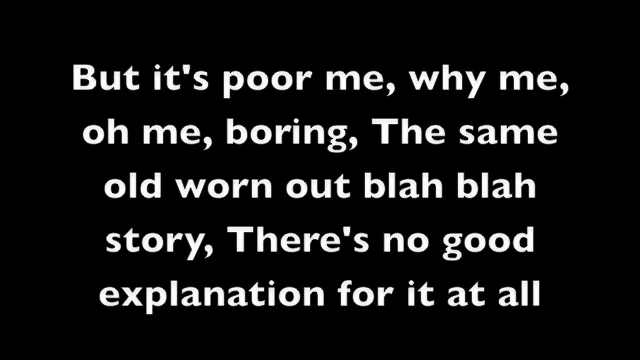 But it's poor me, why me,
oh me, boring, The same
old worn out blah blah
story, There's no good
explanation for it at all